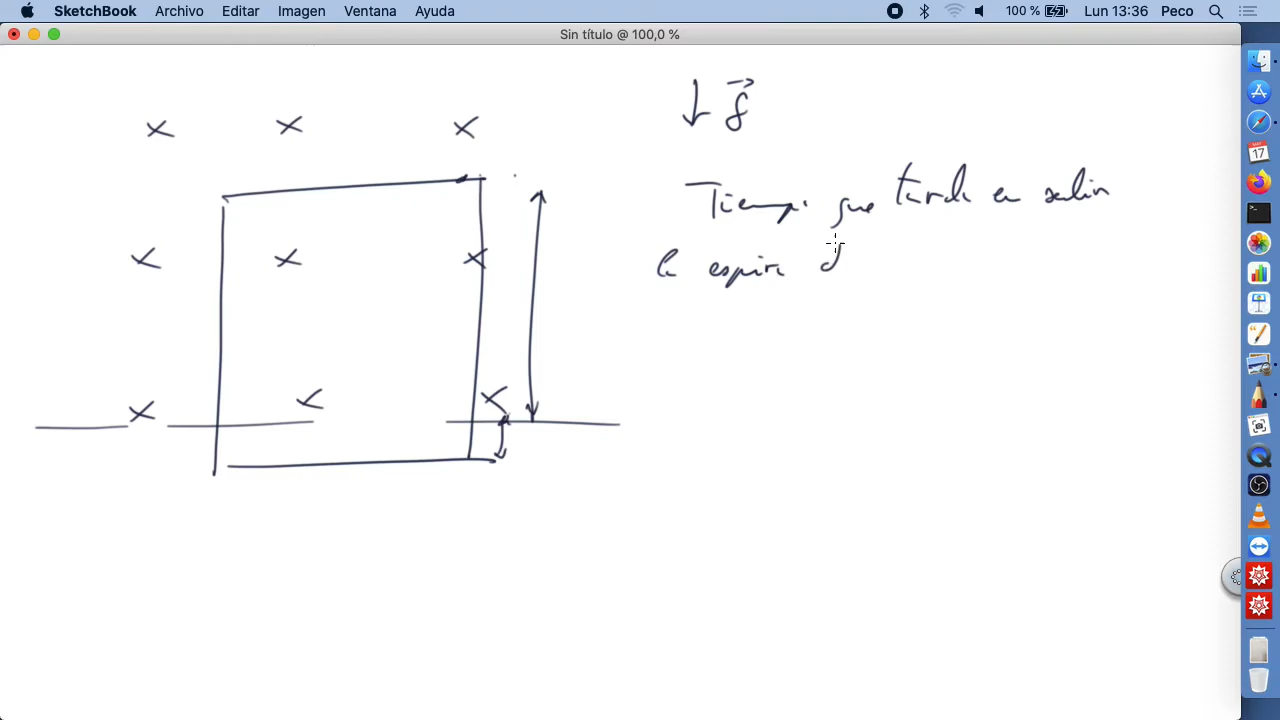 SketchBook Archivo Editar Imagen Ventana Ayuda 100 % Lun 13:36 Peco
Sin título @ 100,0 %
x x x
g
Tiempo que tarda en salir
x x x
la espira d
x x x
17